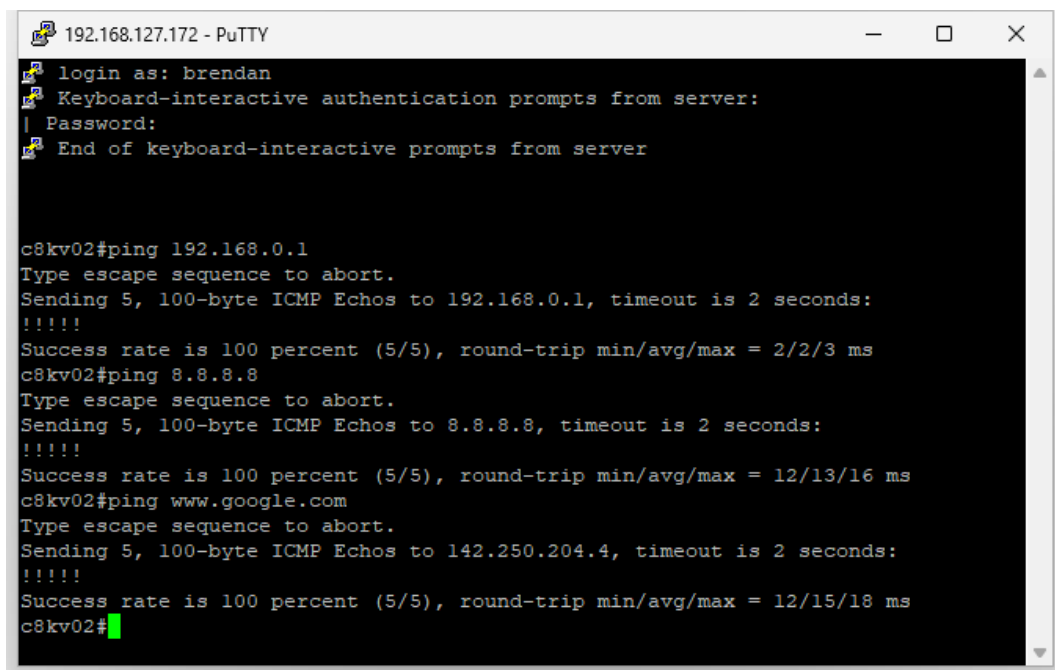 192.168.127.172 - PuTTY
login as: brendan
Keyboard-interactive authentication prompts from server:
| Password:
End of keyboard-interactive prompts from server
c8kv02#ping 192.168.0.1
Type escape sequence to abort.
Sending 5, 100-byte ICMP Echos to 192.168.0.1, timeout is 2 seconds:
!!!!!
Success rate is 100 percent (5/5), round-trip min/avg/max = 2/2/3 ms
c8kv02#ping 8.8.8.8
Type escape sequence to abort.
Sending 5, 100-byte ICMP Echos to 8.8.8.8, timeout is 2 seconds:
!!!!!
Success rate is 100 percent (5/5), round-trip min/avg/max = 12/13/16 ms
c8kv02#ping www.google.com
Type escape sequence to abort.
Sending 5, 100-byte ICMP Echos to 142.250.204.4, timeout is 2 seconds:
!!!!!
Success rate is 100 percent (5/5), round-trip min/avg/max = 12/15/18 ms
c8kv02#